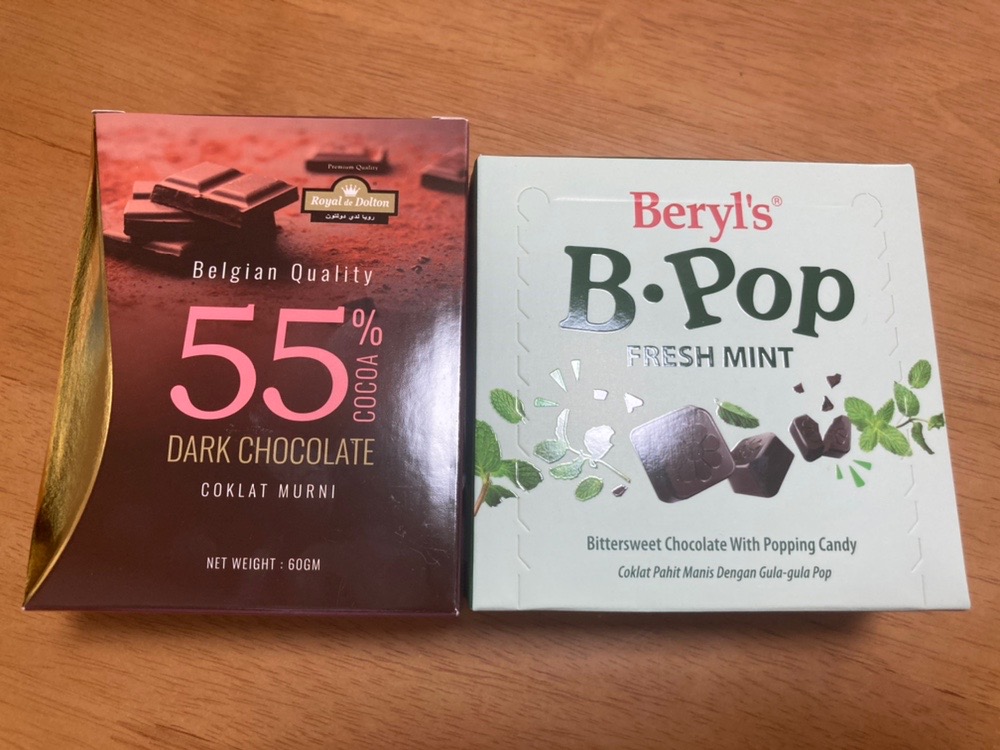 Premium Quality
Royal de Dolton
رويا لدي دولتون
Belgian Quality
55%
COCOA
DARK CHOCOLATE
COKLAT MURNI
NET WEIGHT : 60GM
Beryl's®
B·Pop
FRESH MINT
Bittersweet Chocolate With Popping Candy
Coklat Pahit Manis Dengan Gula-gula Pop